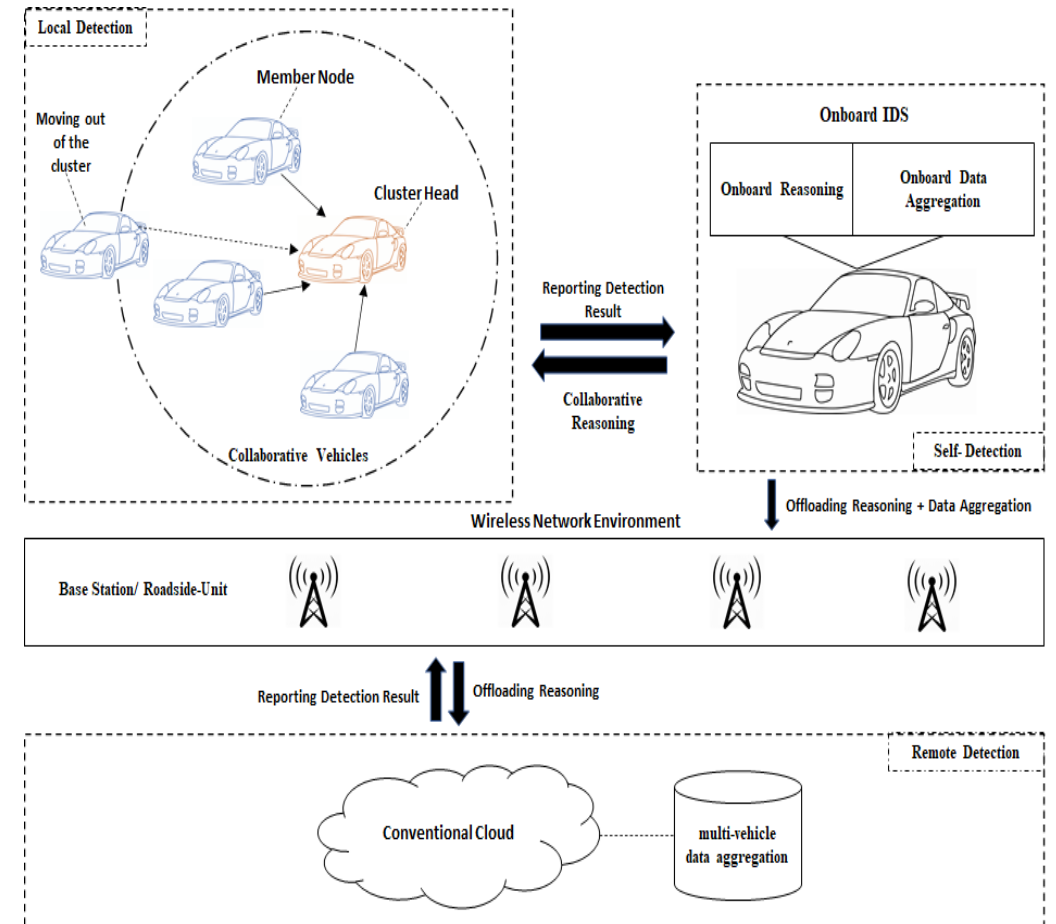 Local Detection
Member Node
Moving out
of the
cluster
Cluster Head
Collaborative Vehicles
Onboard IDS
Onboard Reasoning
Onboard Data
Aggregation
Reporting Detection
Result
Collaborative
Reasoning
Self-Detection
Offloading Reasoning + Data Aggregation
Wireless Network Environment
Base Station/ Roadside-Unit
Reporting Detection Result
Offloading Reasoning
Remote Detection
Conventional Cloud
multi-vehicle
data aggregation